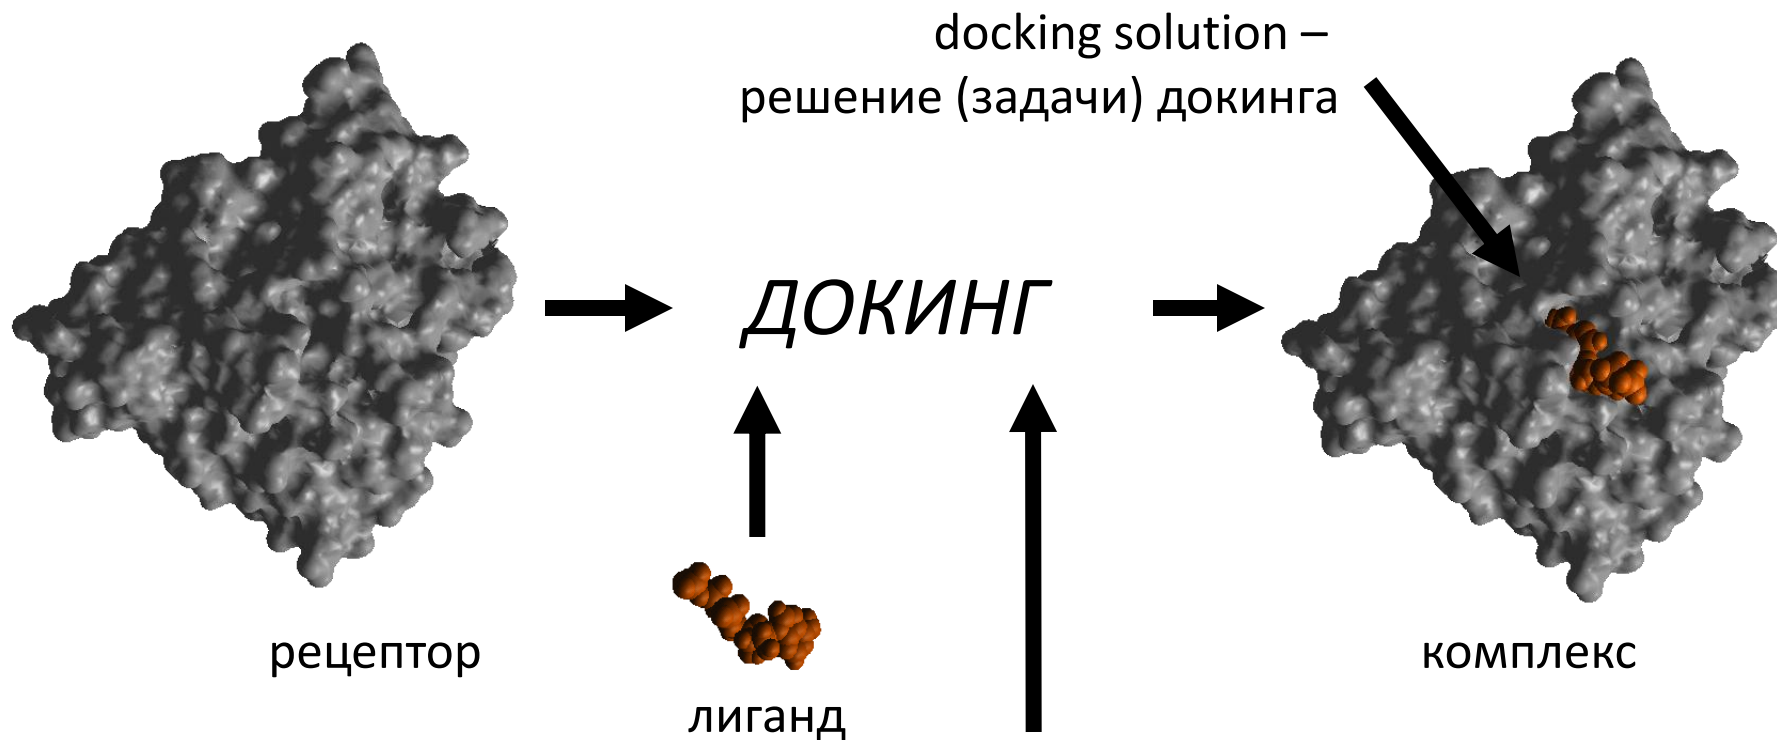 docking solution –
решение (задачи) докинга
ДОКИНГ
рецептор
лиганд
комплекс